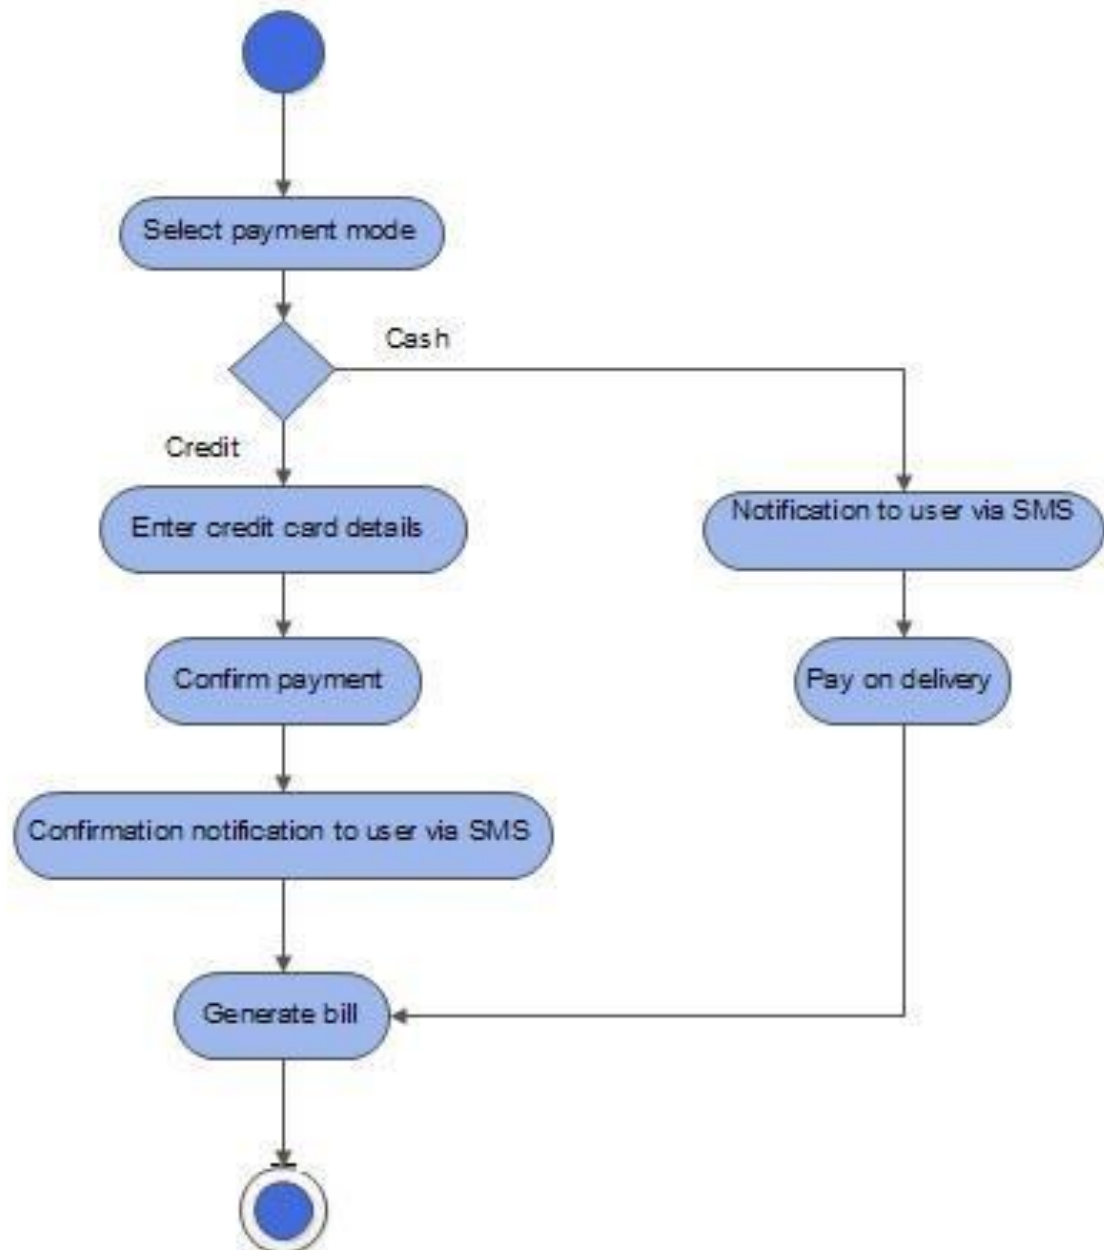 Select payment mode
Cash
Credit
Enter credit card details
Notification to user via SMS
Confirm payment
Pay on delivery
Confirmation notification to user via SMS
Generate bill